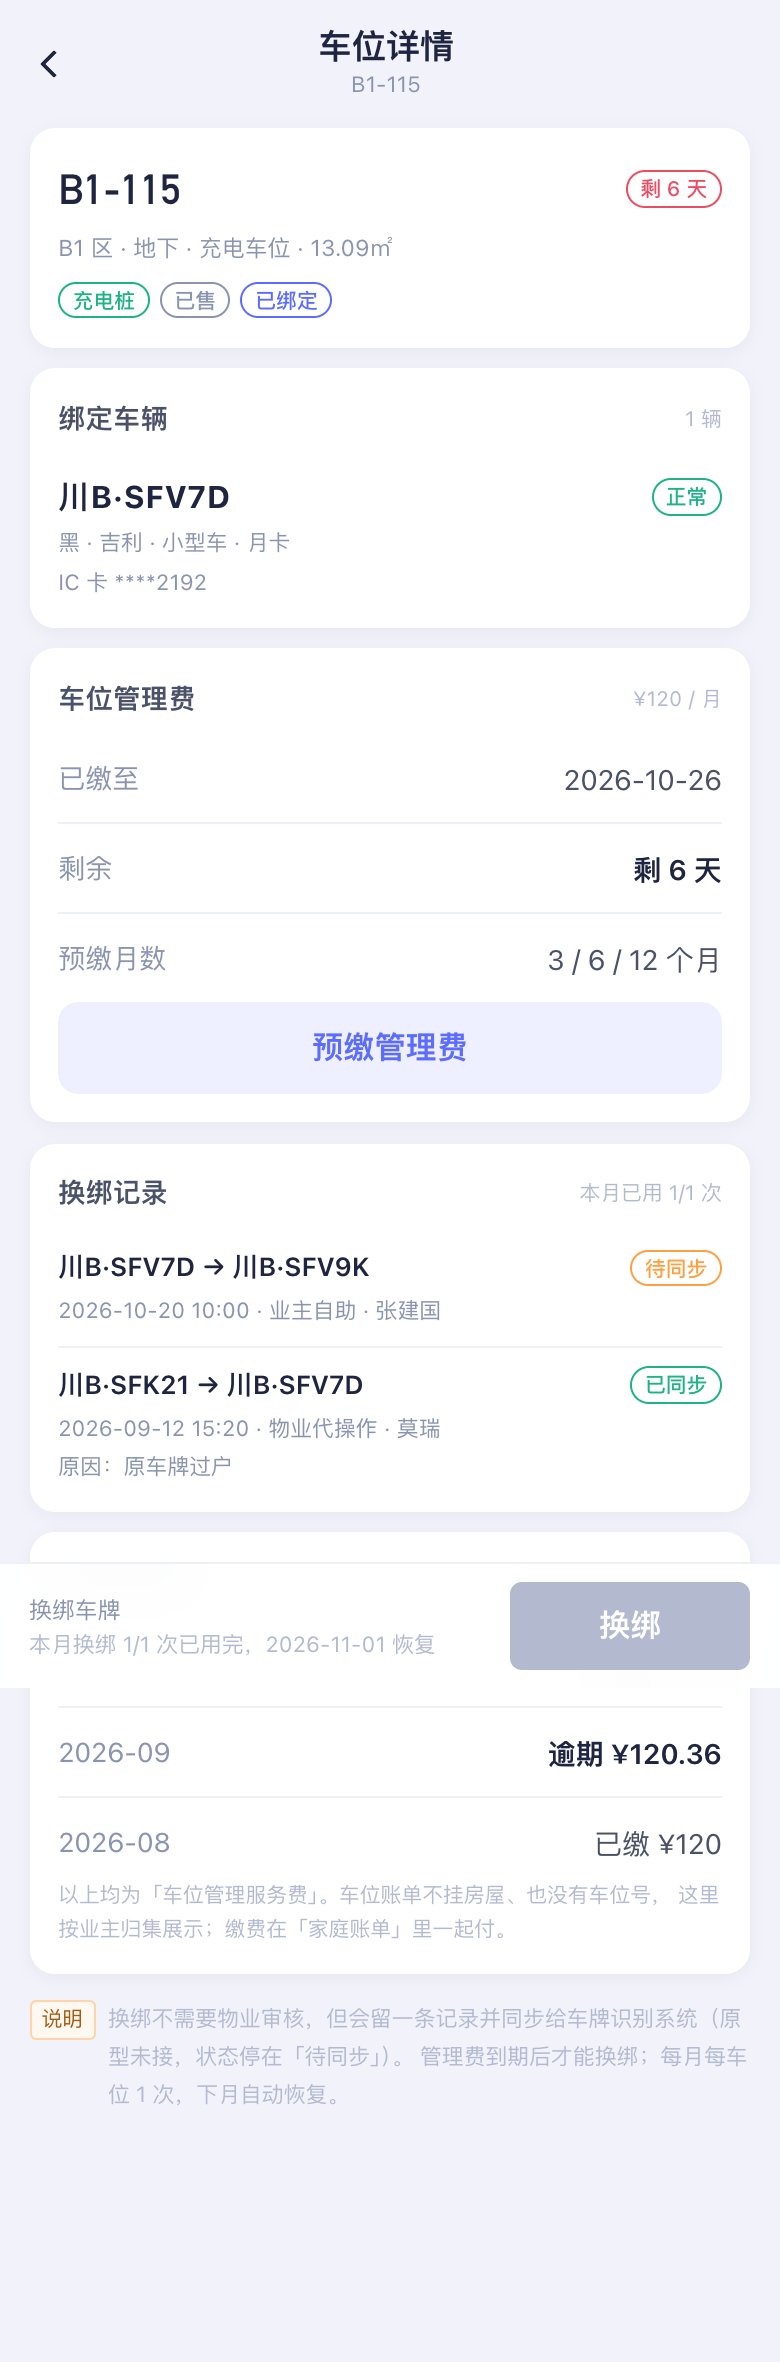 车位详情
B1-115
B1-115
剩 6 天
B1 区 · 地下 · 充电车位 · 13.09㎡
充电桩 已售 已绑定
绑定车辆
1 辆
川B·SFV7D
正常
黑 · 吉利 · 小型车 · 月卡
IC 卡 ****2192
车位管理费
¥120 / 月
已缴至
2026-10-26
剩余
剩 6 天
预缴月数
3 / 6 / 12 个月
预缴管理费
换绑记录
本月已用 1/1 次
川B·SFV7D → 川B·SFV9K
待同步
2026-10-20 10:00 · 业主自助 · 张建国
川B·SFK21 → 川B·SFV7D
已同步
2026-09-12 15:20 · 物业代操作 · 莫瑞
原因：原车牌过户
换绑车牌
本月换绑 1/1 次已用完，2026-11-01 恢复
换绑
2026-09
逾期 ¥120.36
2026-08
已缴 ¥120
以上均为「车位管理服务费」。车位账单不挂房屋、也没有车位号， 这里
按业主归集展示；缴费在「家庭账单」里一起付。
说明
换绑不需要物业审核，但会留一条记录并同步给车牌识别系统（原
型未接，状态停在「待同步」）。 管理费到期后才能换绑；每月每车
位 1 次，下月自动恢复。